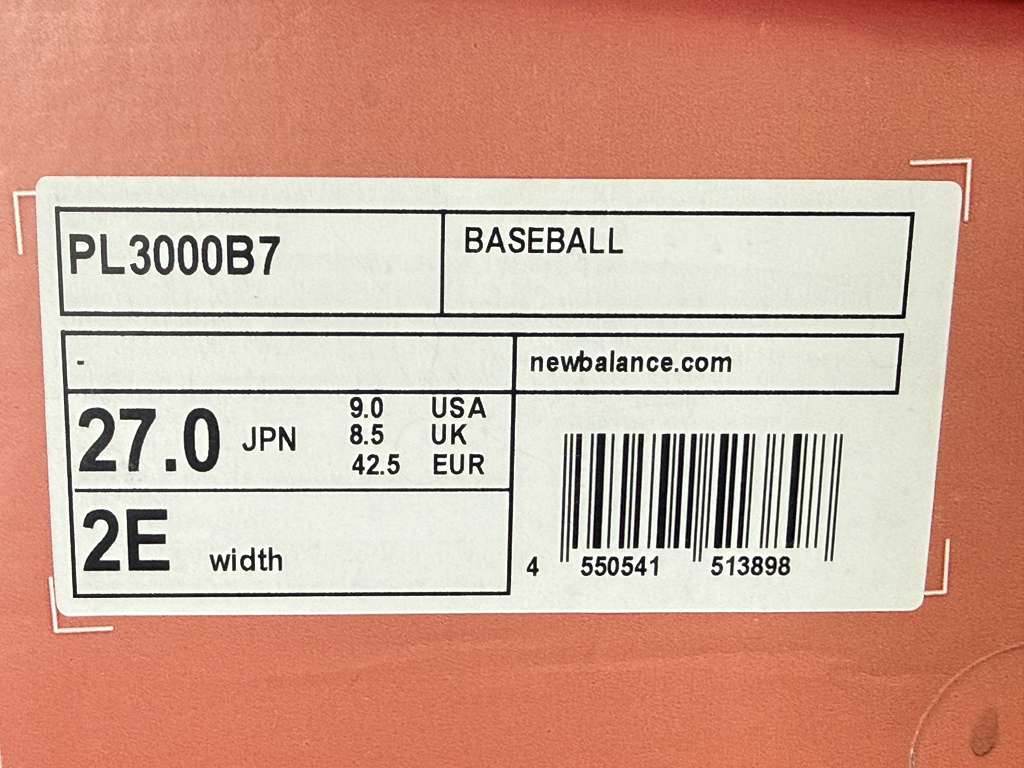 PL3000B7
BASEBALL
-
newbalance.com
27.0 JPN
9.0 USA
8.5 UK
42.5 EUR
2E width
4 550541 513898